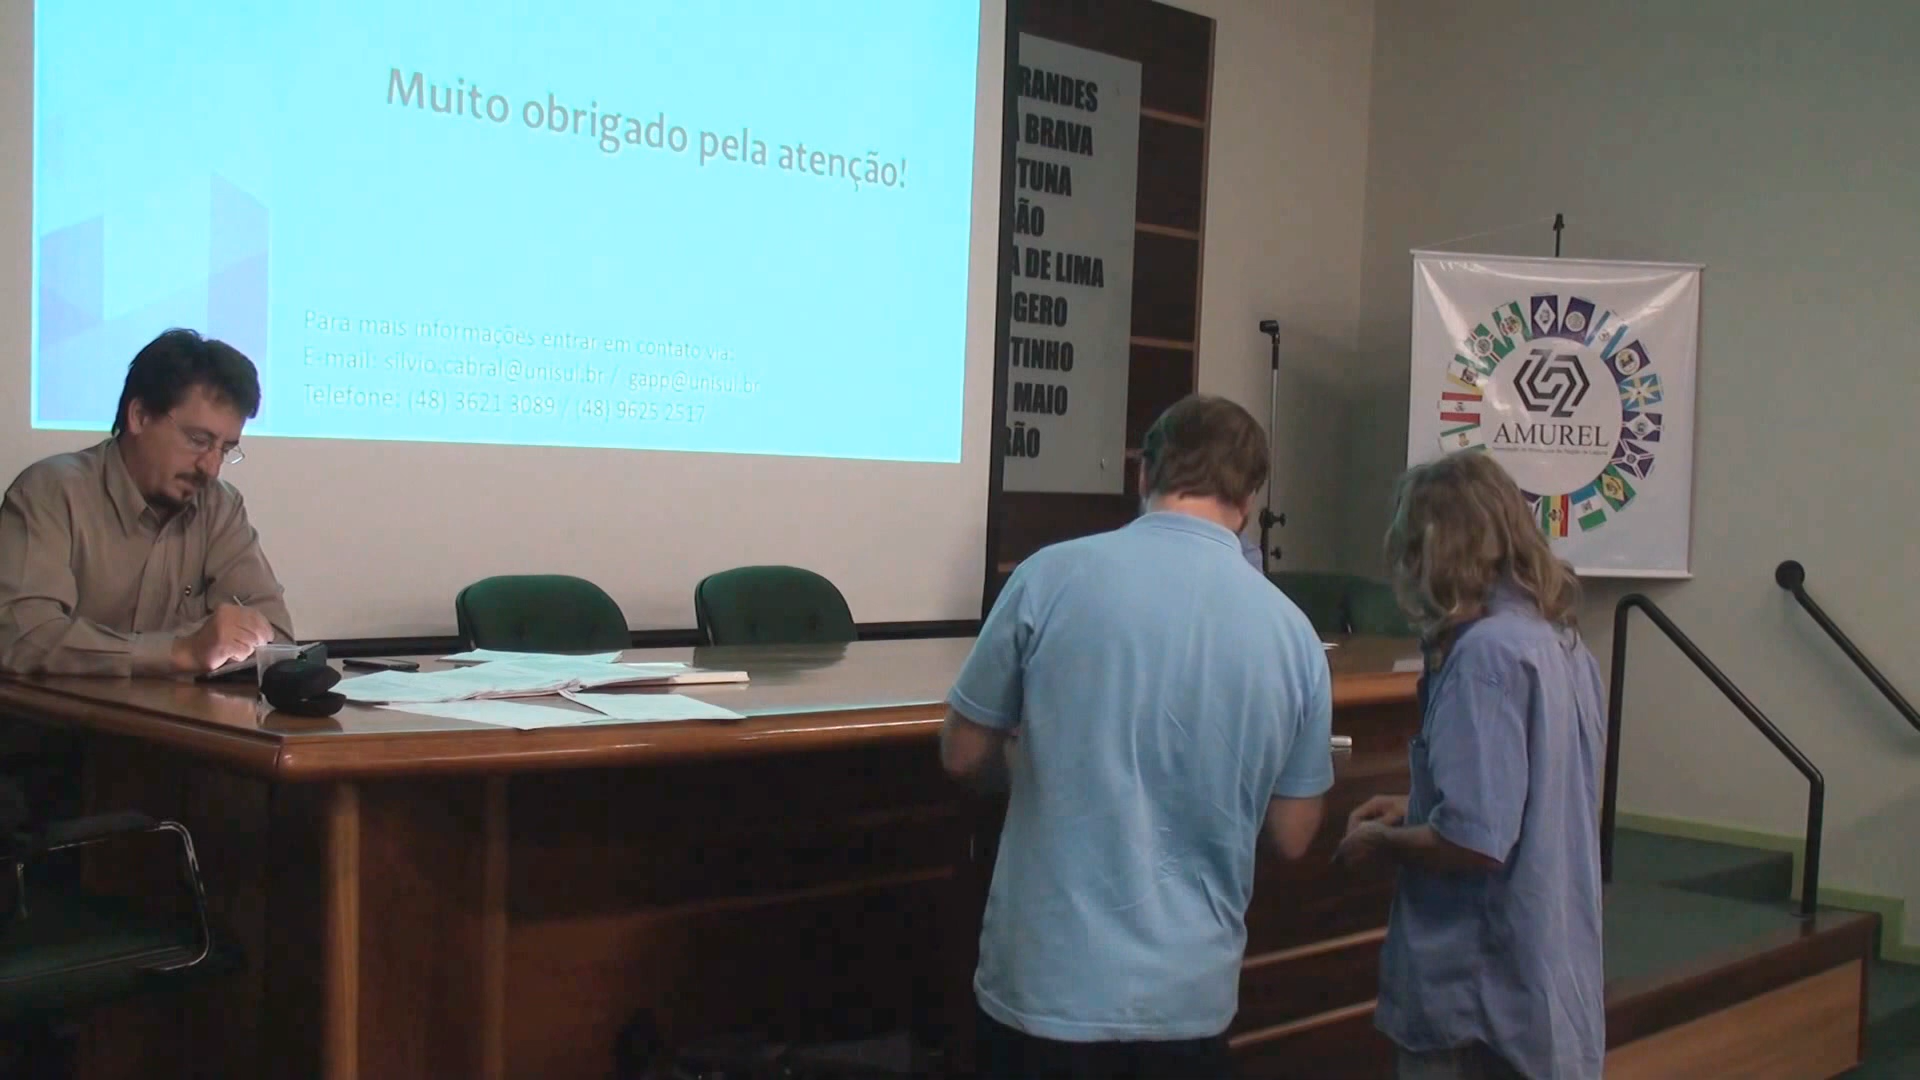 Muito obrigado pela atenção!
Para mais informações entrar em contato via:
E-mail: silvio.cabral@unisul.br / gapp@unisul.br
Telefone: (48) 3621 3089 / (48) 9625 2517
RANDES
A BRAVA
TUNA
ÃO
A DE LIMA
GERO
TINHO
MAIO
RÃO
AMUREL